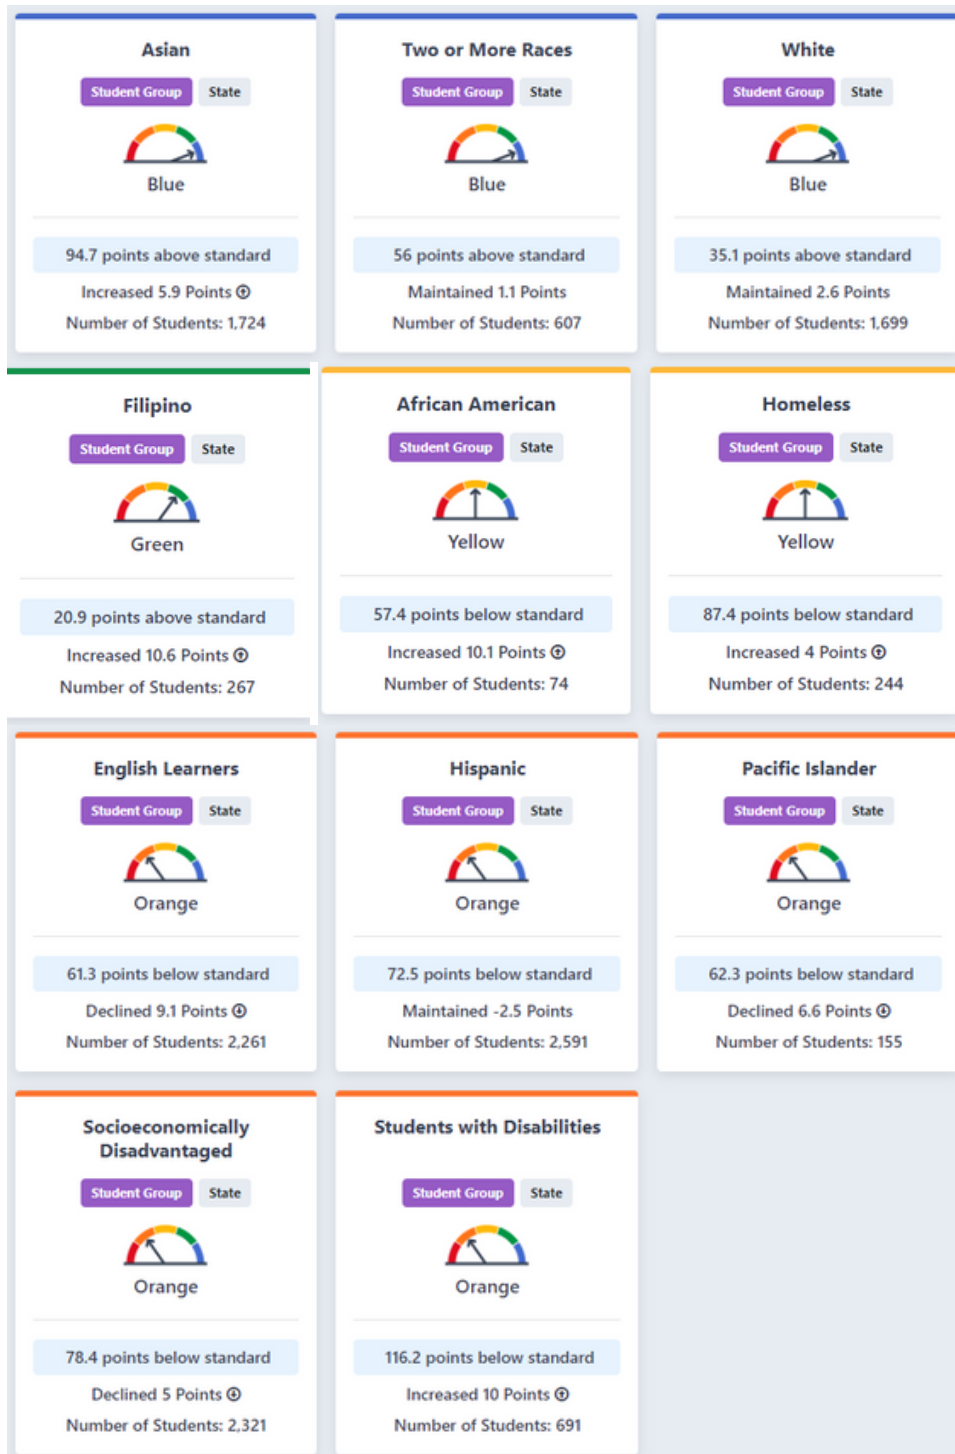 Asian
Student Group State
Blue
94.7 points above standard
Increased 5.9 Points
Number of Students: 1,724
Two or More Races
Student Group State
Blue
56 points above standard
Maintained 1.1 Points
Number of Students: 607
White
Student Group State
Blue
35.1 points above standard
Maintained 2.6 Points
Number of Students: 1,699
Filipino
Student Group State
Green
20.9 points above standard
Increased 10.6 Points
Number of Students: 267
African American
Student Group State
Yellow
57.4 points below standard
Increased 10.1 Points
Number of Students: 74
Homeless
Student Group State
Yellow
87.4 points below standard
Increased 4 Points
Number of Students: 244
English Learners
Student Group State
Orange
61.3 points below standard
Declined 9.1 Points
Number of Students: 2,261
Hispanic
Student Group State
Orange
72.5 points below standard
Maintained -2.5 Points
Number of Students: 2,591
Pacific Islander
Student Group State
Orange
62.3 points below standard
Declined 6.6 Points
Number of Students: 155
Socioeconomically
Disadvantaged
Student Group State
Orange
78.4 points below standard
Declined 5 Points
Number of Students: 2,321
Students with Disabilities
Student Group State
Orange
116.2 points below standard
Increased 10 Points
Number of Students: 691